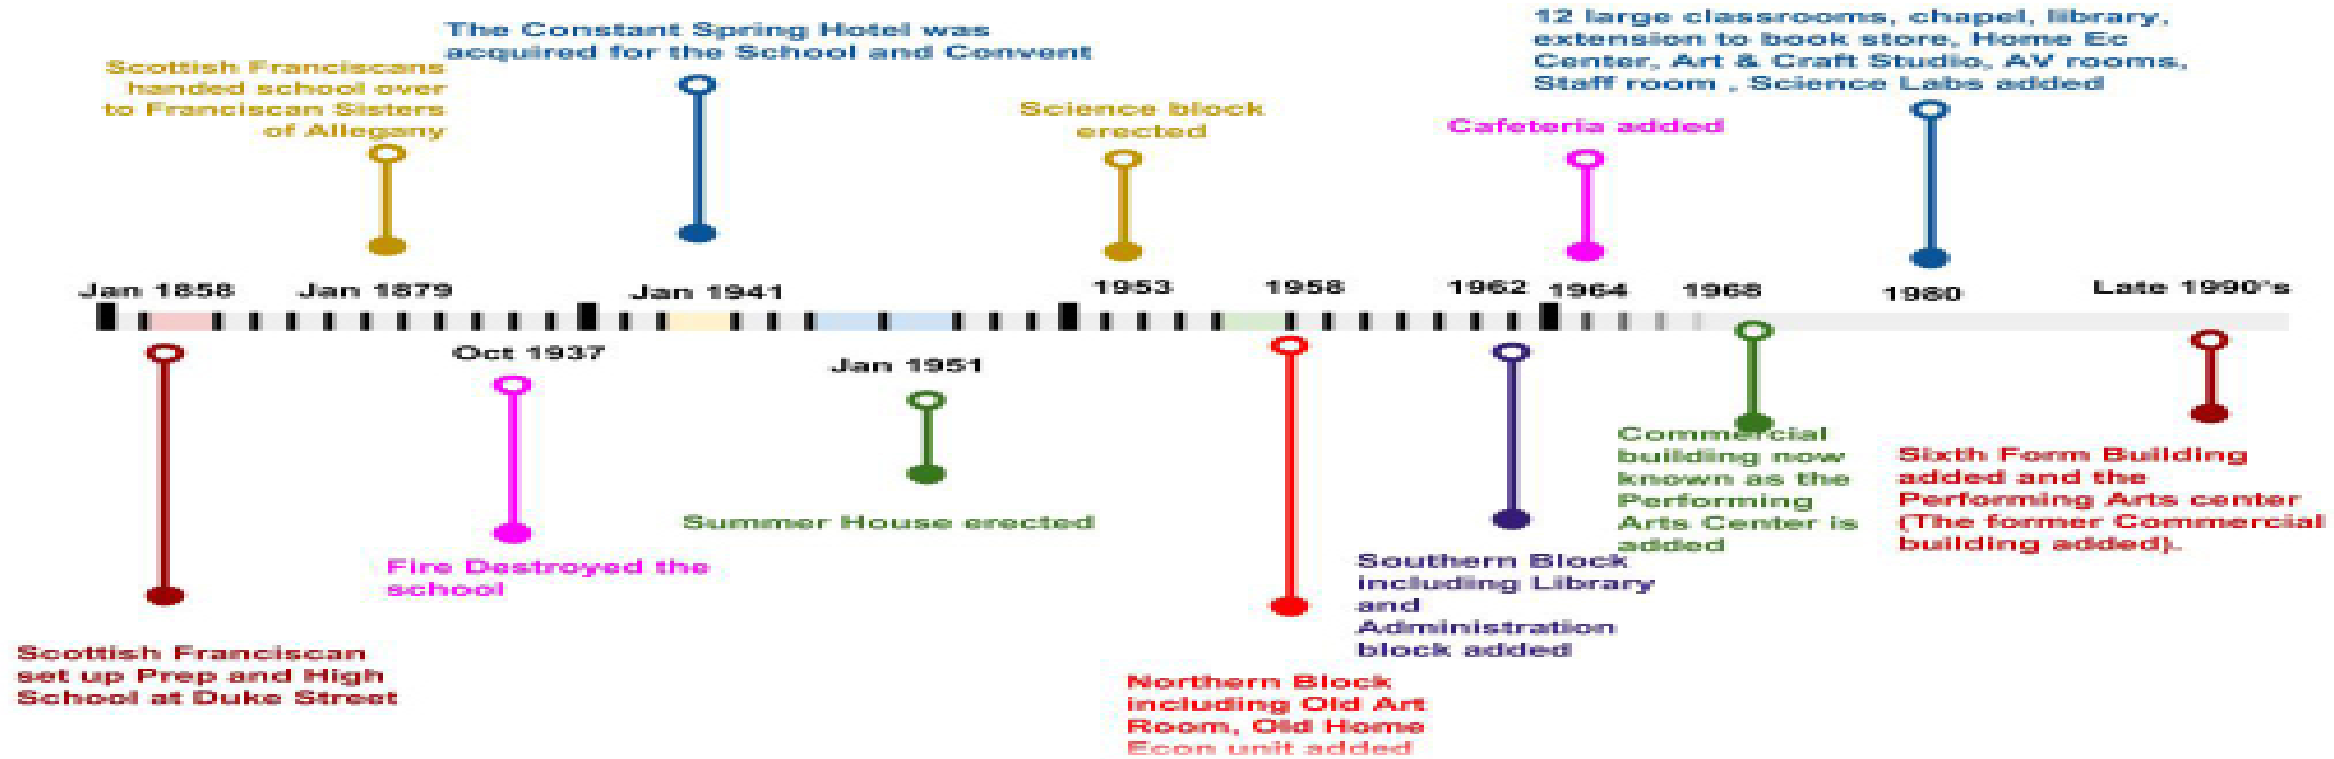 The Constant Spring Hotel was
acquired for the School and Convent
12 large classrooms, chapel, library,
extension to book store, Home Ec
Center, Art & Craft Studio, AV rooms,
Staff room , Science Labs added
Scottish Franciscans
handed school over
to Franciscan Sisters
of Allegany
Science block
erected
Cafeteria added
Jan 1858
Jan 1879
Jan 1941
1953
1958
1962
1964
1968
1980
Late 1990's
Oct 1937
Jan 1951
Summer House erected
Fire Destroyed the
school
Commercial
building now
known as the
Performing
Arts Center is
added
Sixth Form Building
added and the
Performing Arts center
(The former Commercial
building added).
Southern Block
including Library
and
Administration
block added
Scottish Franciscan
set up Prep and High
School at Duke Street
Northern Block
including Old Art
Room, Old Home
Econ unit added